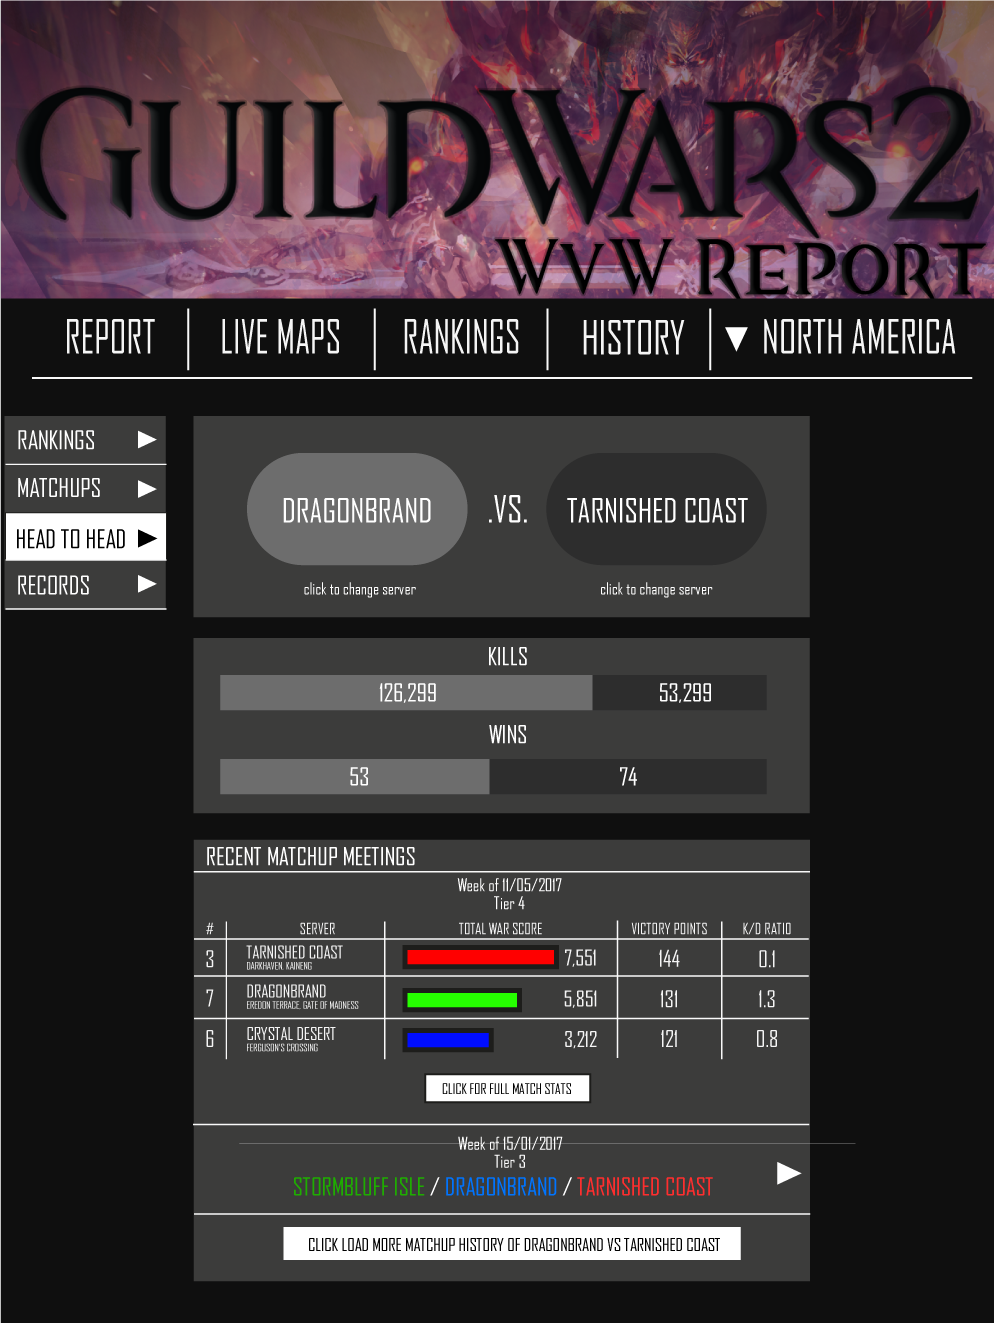 GUILDWARS2
WVW REPORT
REPORT LIVE MAPS RANKINGS HISTORY ▼ NORTH AMERICA
RANKINGS
MATCHUPS
HEAD TO HEAD
RECORDS
DRAGONBRAND .VS. TARNISHED COAST
click to change server click to change server
KILLS
126,299 53,299
WINS
53 74
RECENT MATCHUP MEETINGS
Week of 11/05/2017
Tier 4
# SERVER TOTAL WAR SCORE VICTORY POINTS K/D RATIO
3 TARNISHED COAST 7,551 144 0.1
DARKHAVEN, KAINENG
7 DRAGONBRAND 5,851 131 1.3
EREDON TERRACE, GATE OF MADNESS
6 CRYSTAL DESERT 3,212 121 0.8
FERGUSON'S CROSSING
CLICK FOR FULL MATCH STATS
Week of 15/01/2017
Tier 3
STORMBLUFF ISLE / DRAGONBRAND / TARNISHED COAST
CLICK LOAD MORE MATCHUP HISTORY OF DRAGONBRAND VS TARNISHED COAST